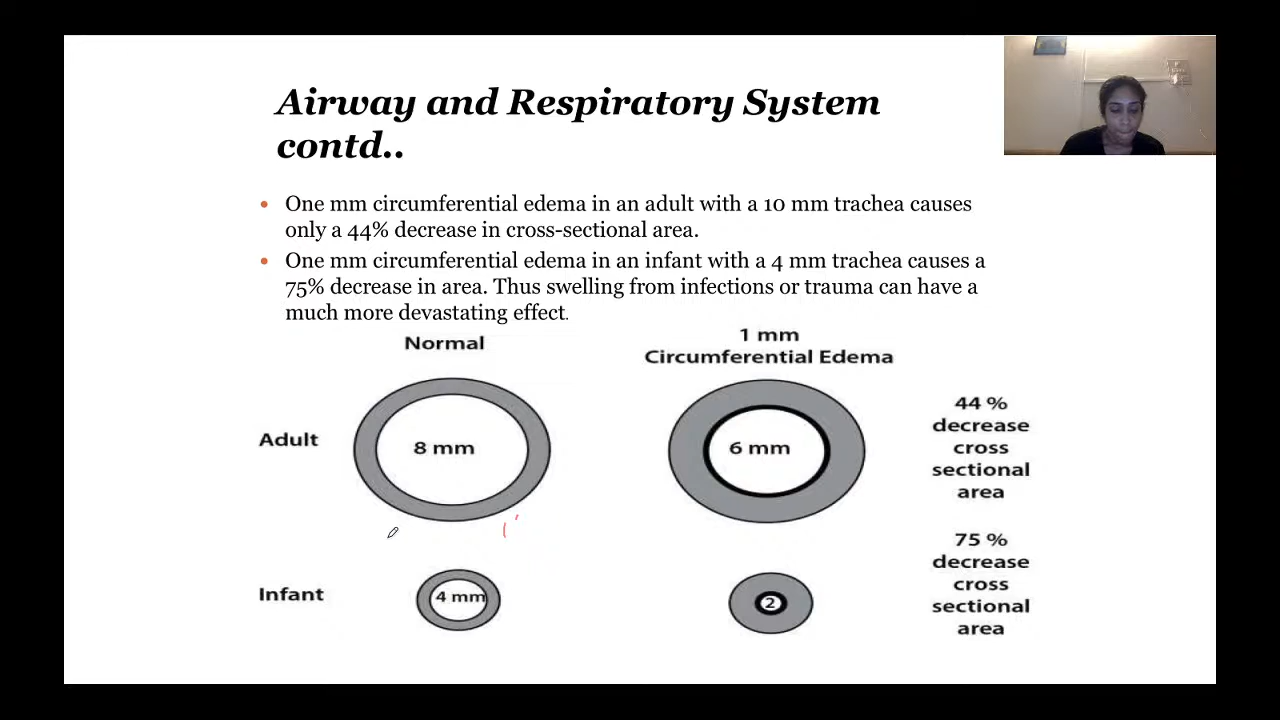 Airway and Respiratory System
contd..
• One mm circumferential edema in an adult with a 10 mm trachea causes
only a 44% decrease in cross-sectional area.
• One mm circumferential edema in an infant with a 4 mm trachea causes a
75% decrease in area. Thus swelling from infections or trauma can have a
much more devastating effect.
Normal
1 mm
Circumferential Edema
Adult
8 mm
6 mm
44 %
decrease
cross
sectional
area
Infant
4 mm
2
75 %
decrease
cross
sectional
area